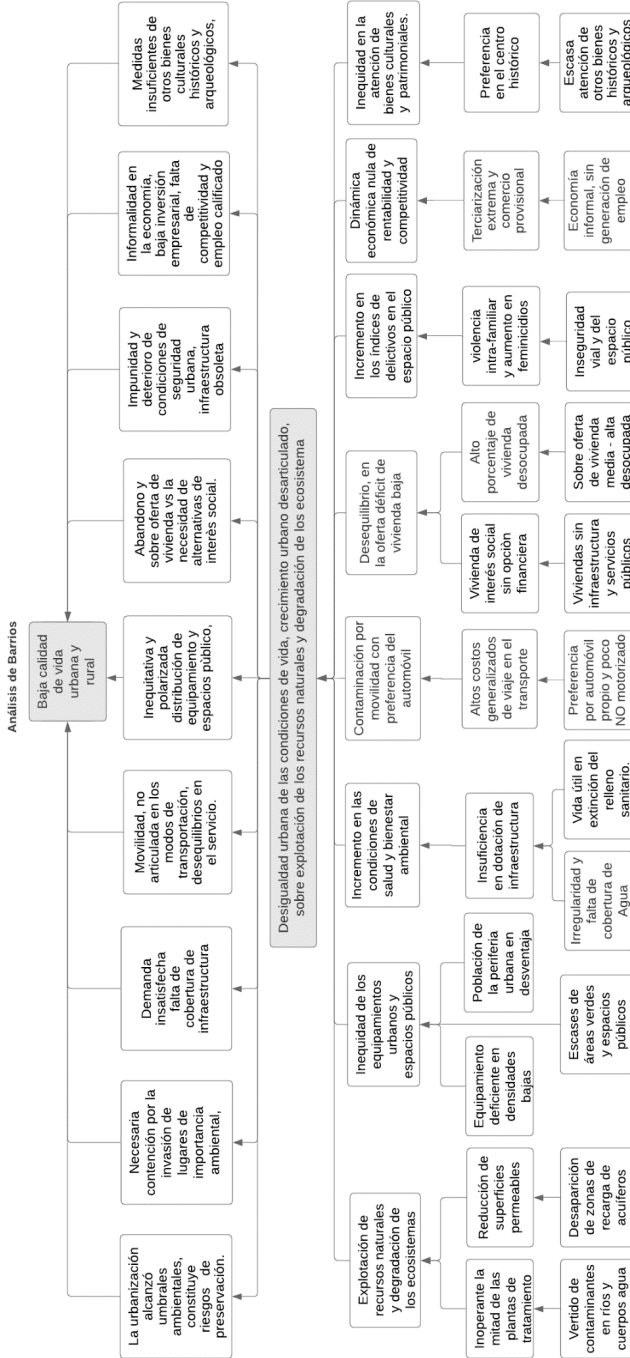 Análisis de Barrios
Baja calidad
de vida
urbana y
rural
La urbanización
alcanzó
umbrales
ambientales,
constituye
riesgos de
preservación.
Necesaria
contención por la
invasión de
lugares de
importancia
ambiental,
Demanda
insatisfecha
falta de
cobertura de
infraestructura
Movilidad, no
articulada en los
modos de
transportación,
desequilibrios en
el servicio.
Inequitativa y
polarizada
distribución de
equipamiento y
espacios público,
Abandono y
sobre oferta de
vivienda vs la
necesidad de
alternativas de
interés social.
Impunidad y
deterioro de
condiciones de
seguridad
urbana,
infraestructura
obsoleta
Informalidad en
la economía,
baja inversión
empresarial, falta
de
competitividad y
empleo calificado
Medidas
insuficientes de
otros bienes
culturales
históricos y
arqueológicos,
Desigualdad urbana de las condiciones de vida, crecimiento urbano desarticulado,
sobre explotación de los recursos naturales y degradación de los ecosistema
Explotación de
recursos naturales
y degradación de
los ecosistemas
Inequidad de los
equipamientos
urbanos y
espacios públicos
Incremento en las
condiciones de
salud y bienestar
ambiental
Contaminación por
movilidad con
preferencia del
automóvil
Desequilibrio, en
la oferta déficit de
vivienda baja
Incremento en
los índices de
delictivos en el
espacio público
Dinámica
económica nula de
rentabilidad y
competitividad
Inequidad en la
atención de
bienes culturales
y patrimoniales.
Inoperante la
mitad de las
plantas de
tratamiento
Reducción de
superficies
permeables
Equipamiento
deficiente en
densidades
bajas
Población de
la periferia
urbana en
desventaja
Insuficiencia
en dotación de
infraestructura
Altos costos
generalizados
de viaje en el
transporte
Vivienda de
interés social
sin opción
financiera
Alto
porcentaje de
vivienda
desocupada
violencia
intra-familiar
y aumento en
feminicidios
Terciarización
extrema y
comercio
provisional
Preferencia
en el centro
histórico
Vertido de
contaminantes
en ríos y
cuerpos agua
Desaparición
de zonas de
recarga de
acuíferos
Escases de
áreas verdes
y espacios
públicos
Irregularidad y
falta de
cobertura de
Agua
Vida útil en
extinción del
relleno
sanitario.
Preferencia
por automóvil
propio y poco
NO motorizado
Viviendas sin
infraestructura
y servicios
públicos
Sobre oferta
de vivienda
media - alta
desocupada
Inseguridad
vial y del
espacio
público
Economía
informal, sin
generación de
empleo
Escasa
atención de
otros bienes
históricos y
arqueológicos